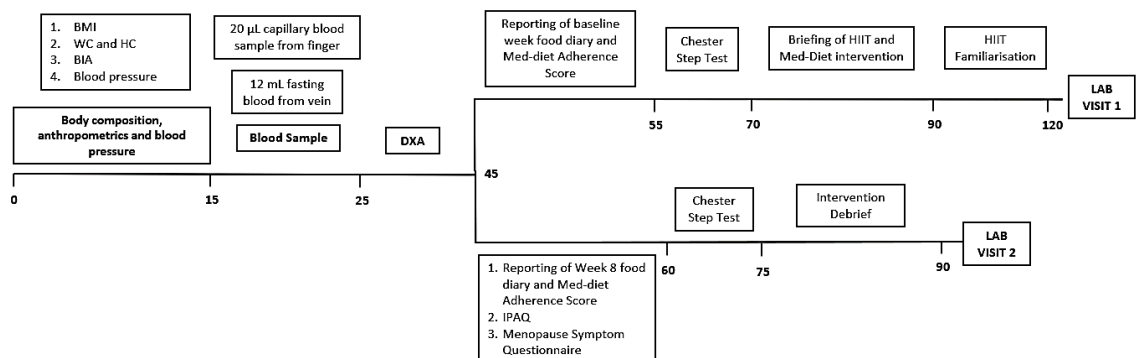 1. BMI
2. WC and HC
3. BIA
4. Blood pressure
Body composition,
anthropometrics and blood
pressure
20 µL capillary blood
sample from finger
12 mL fasting
blood from vein
Blood Sample
DXA
0
15
25
45
Reporting of baseline
week food diary and
Med-diet Adherence
Score
Chester
Step Test
Briefing of HIIT and
Med-Diet intervention
HIIT
Familiarisation
LAB
VISIT 1
55
70
90
120
Chester
Step Test
Intervention
Debrief
LAB
VISIT 2
60
75
90
1. Reporting of Week 8 food
diary and Med-diet
Adherence Score
2. IPAQ
3. Menopause Symptom
Questionnaire